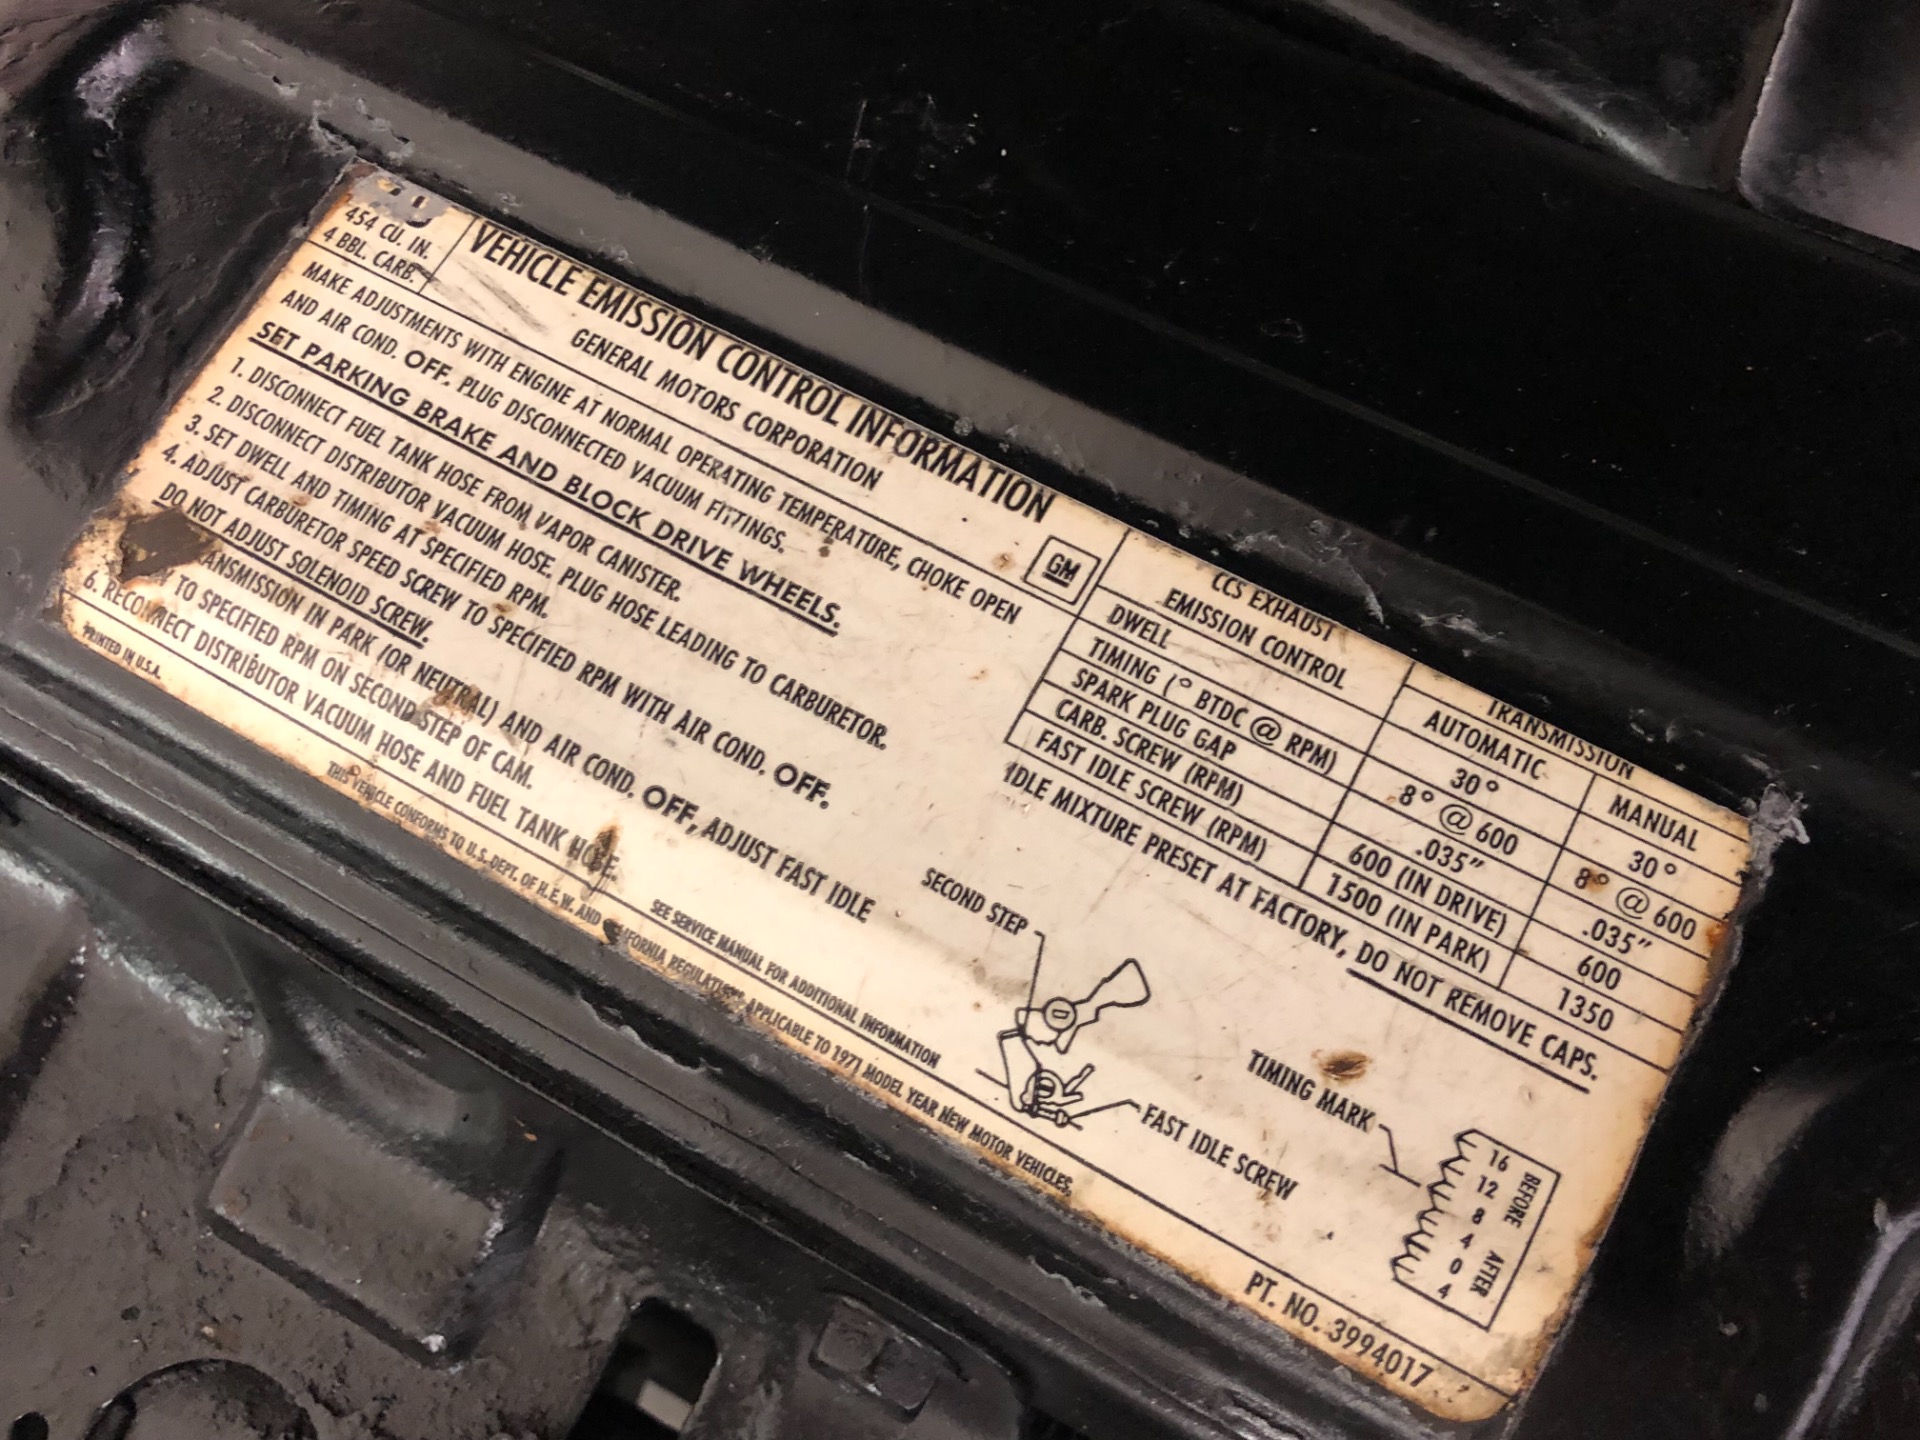 454 CU. IN.
4 BBL. CARB.
VEHICLE EMISSION CONTROL INFORMATION
GENERAL MOTORS CORPORATION
GM
MAKE ADJUSTMENTS WITH ENGINE AT NORMAL OPERATING TEMPERATURE, CHOKE OPEN
AND AIR COND. OFF. PLUG DISCONNECTED VACUUM FITTINGS.
SET PARKING BRAKE AND BLOCK DRIVE WHEELS.
1. DISCONNECT FUEL TANK HOSE FROM VAPOR CANISTER.
2. DISCONNECT DISTRIBUTOR VACUUM HOSE. PLUG HOSE LEADING TO CARBURETOR.
3. SET DWELL AND TIMING AT SPECIFIED RPM.
4. ADJUST CARBURETOR SPEED SCREW TO SPECIFIED RPM WITH AIR COND. OFF.
DO NOT ADJUST SOLENOID SCREW.
IN PARK (OR NEUTRAL) AND AIR COND. OFF, ADJUST FAST IDLE
TO SPECIFIED RPM ON SECOND STEP OF CAM.
6. RECONNECT DISTRIBUTOR VACUUM HOSE AND FUEL TANK HOSE.
SEE SERVICE MANUAL FOR ADDITIONAL INFORMATION
PRINTED IN U.S.A.
THIS VEHICLE CONFORMS TO U.S. DEPT. OF H.E.W. AND CALIFORNIA REGULATIONS APPLICABLE TO 1971 MODEL YEAR NEW MOTOR VEHICLES.
CCS EXHAUST
EMISSION CONTROL
TRANSMISSION
AUTOMATIC MANUAL
DWELL 30° 30°
TIMING (° BTDC @ RPM) 8° @ 600 8° @ 600
SPARK PLUG GAP .035" .035"
CARB. SCREW (RPM) 600 (IN DRIVE) 600
FAST IDLE SCREW (RPM) 1500 (IN PARK) 1350
IDLE MIXTURE PRESET AT FACTORY, DO NOT REMOVE CAPS.
SECOND STEP
FAST IDLE SCREW
TIMING MARK
16
12
8
4
0
4
BEFORE
AFTER
PT. NO. 3994017